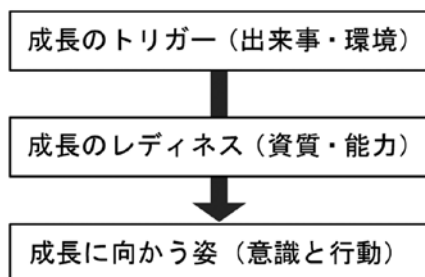 成長のトリガー（出来事・環境）
成長のレディネス（資質・能力）
成長に向かう姿（意識と行動）